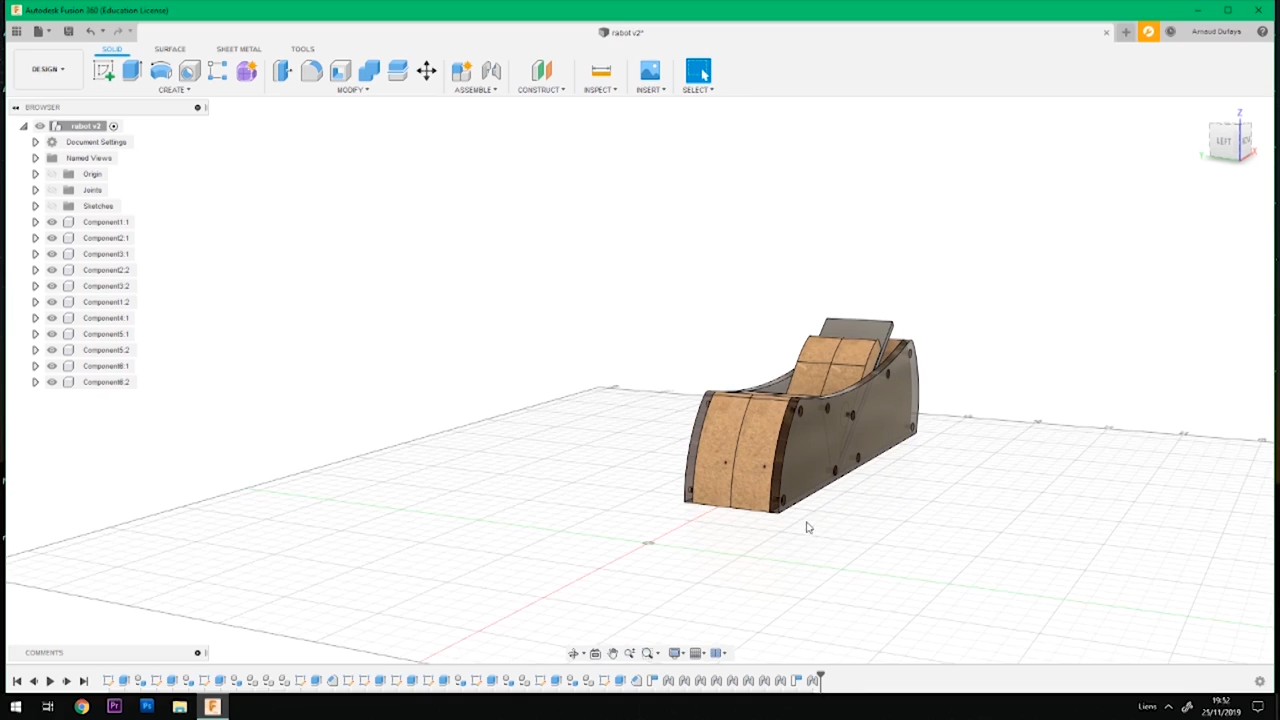 Autodesk Fusion 360 (Education License)
rabot v2*
Arnaud Dufays
SOLID SURFACE SHEET METAL TOOLS
DESIGN
CREATE MODIFY ASSEMBLE CONSTRUCT INSPECT INSERT SELECT
BROWSER
rabot v2
Document Settings
Named Views
Origin
Joints
Sketches
Component1:1
Component2:1
Component3:1
Component2:2
Component3:2
Component1:2
Component4:1
Component5:1
Component5:2
Component6:1
Component6:2
Z
LEFT
Y
X
COMMENTS
Liens
19:52
25/11/2019